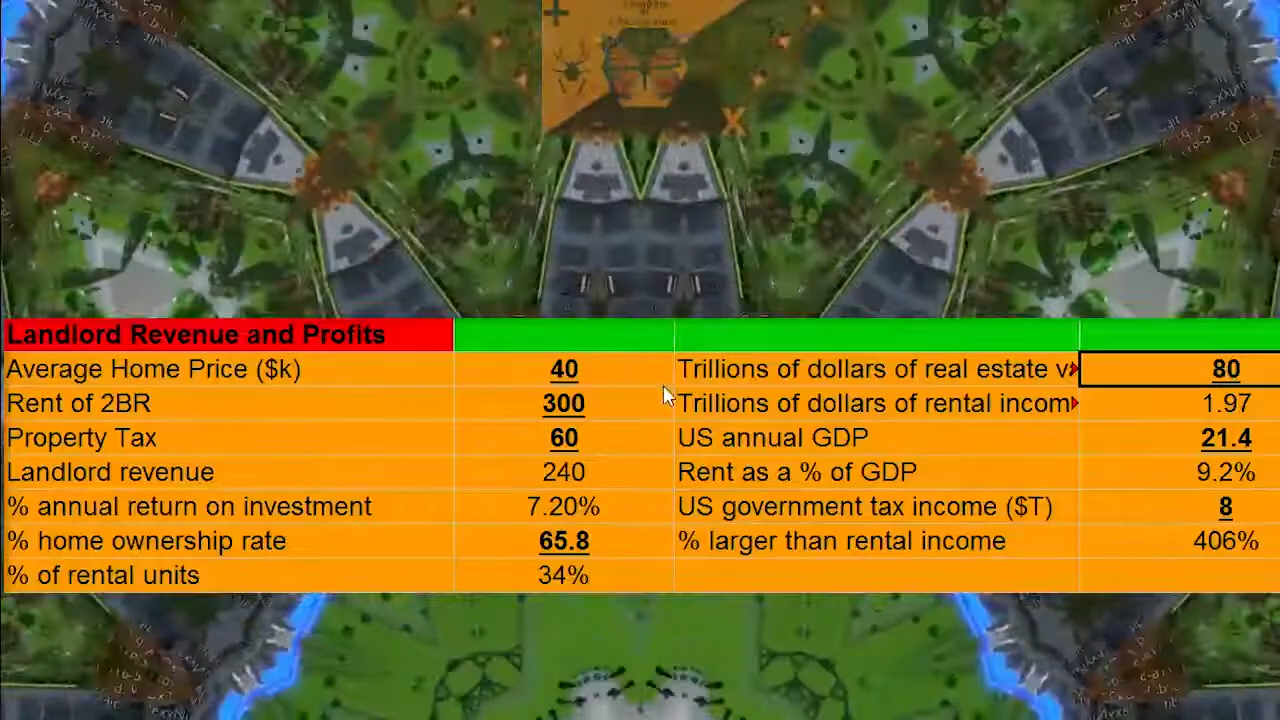 X
Landlord Revenue and Profits
Average Home Price ($k) 40 Trillions of dollars of real estate v 80
Rent of 2BR 300 Trillions of dollars of rental incom 1.97
Property Tax 60 US annual GDP 21.4
Landlord revenue 240 Rent as a % of GDP 9.2%
% annual return on investment 7.20% US government tax income ($T) 8
% home ownership rate 65.8 % larger than rental income 406%
% of rental units 34%